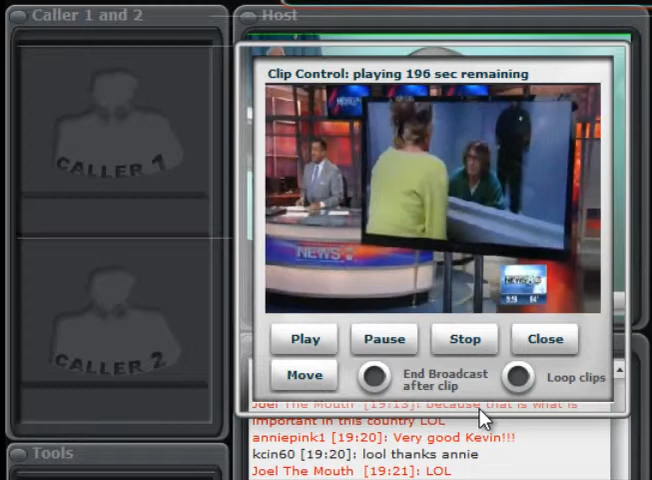 Caller 1 and 2
Host
Clip Control: playing 196 sec remaining
CALLER 1
NEWS
9:59 84°
Play
Pause
Stop
Close
Move
End Broadcast
after clip
Loop clips
CALLER 2
Joel The Mouth [19:13]: because that is what is
important in this country LOL
anniepink1 [19:20]: Very good Kevin!!!
kcin60 [19:20]: lool thanks annie
Joel The Mouth [19:21]: LOL
Tools